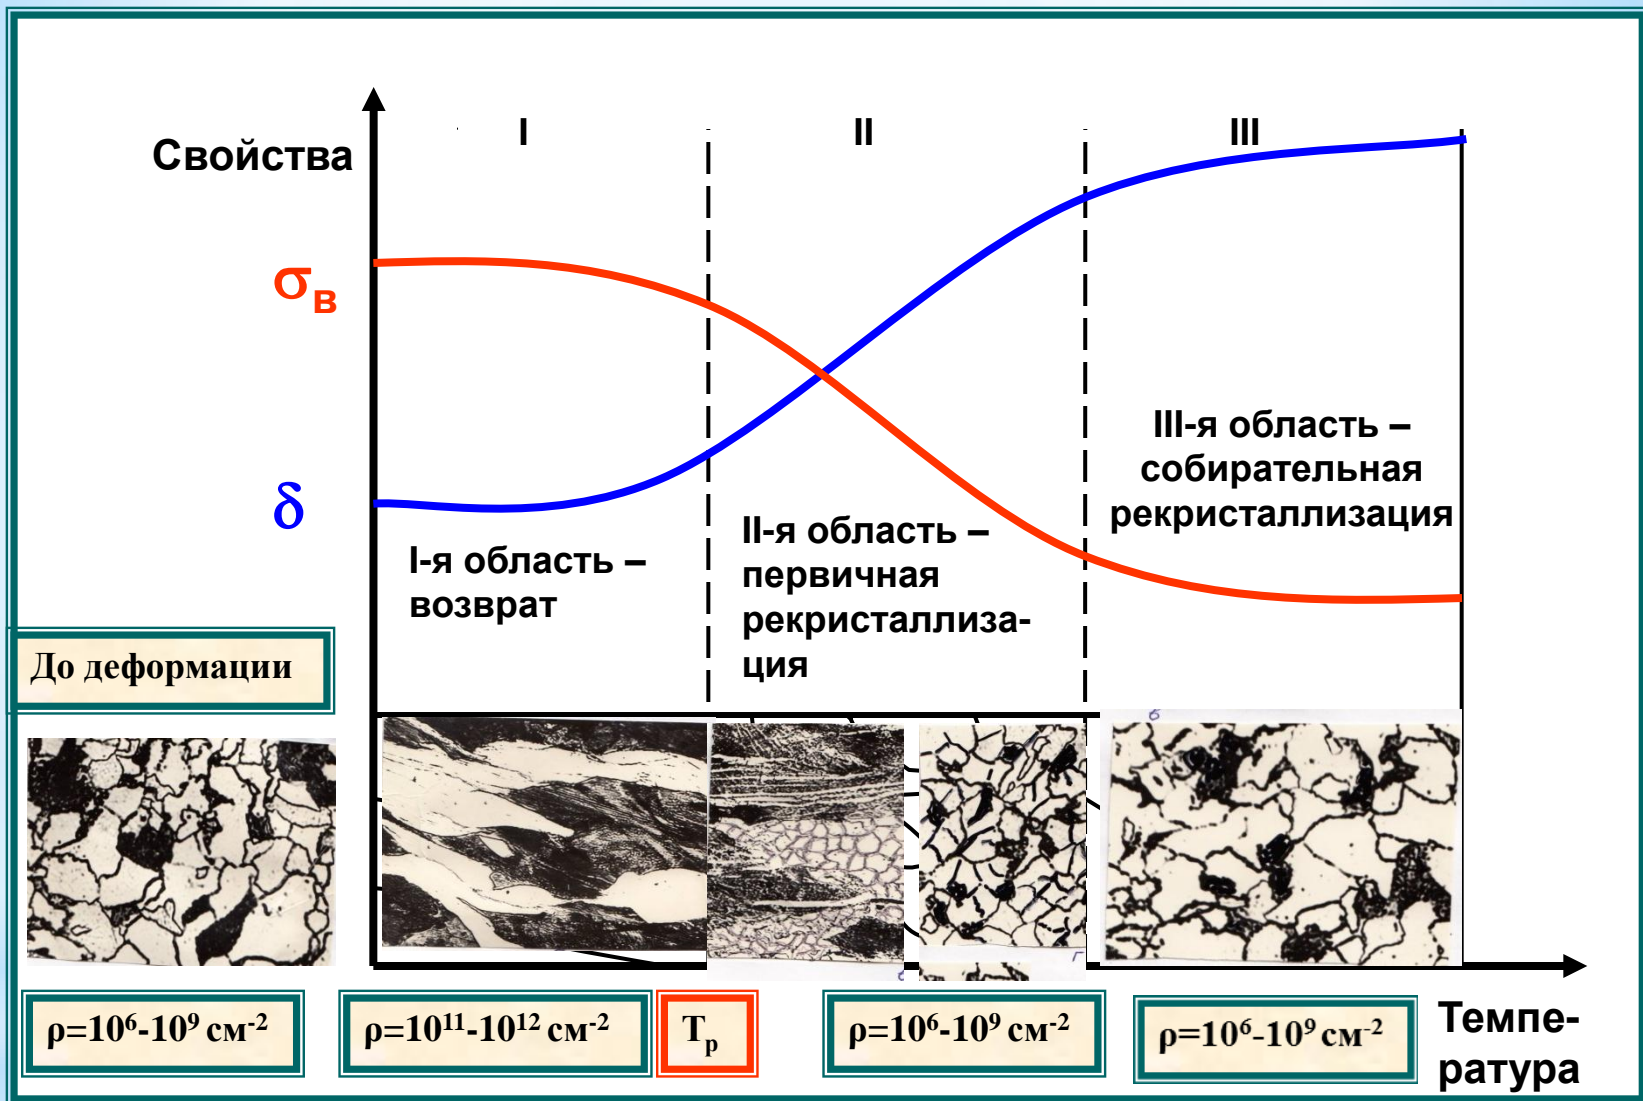 I
II
III
Свойства
σв
δ
I-я область –
возврат
II-я область –
первичная
рекристаллиза-
ция
III-я область –
собирательная
рекристаллизация
До деформации
ρ=10⁶-10⁹ см⁻²
ρ=10¹¹-10¹² см⁻²
Tр
ρ=10⁶-10⁹ см⁻²
ρ=10⁶-10⁹ см⁻²
Темпе-
ратура